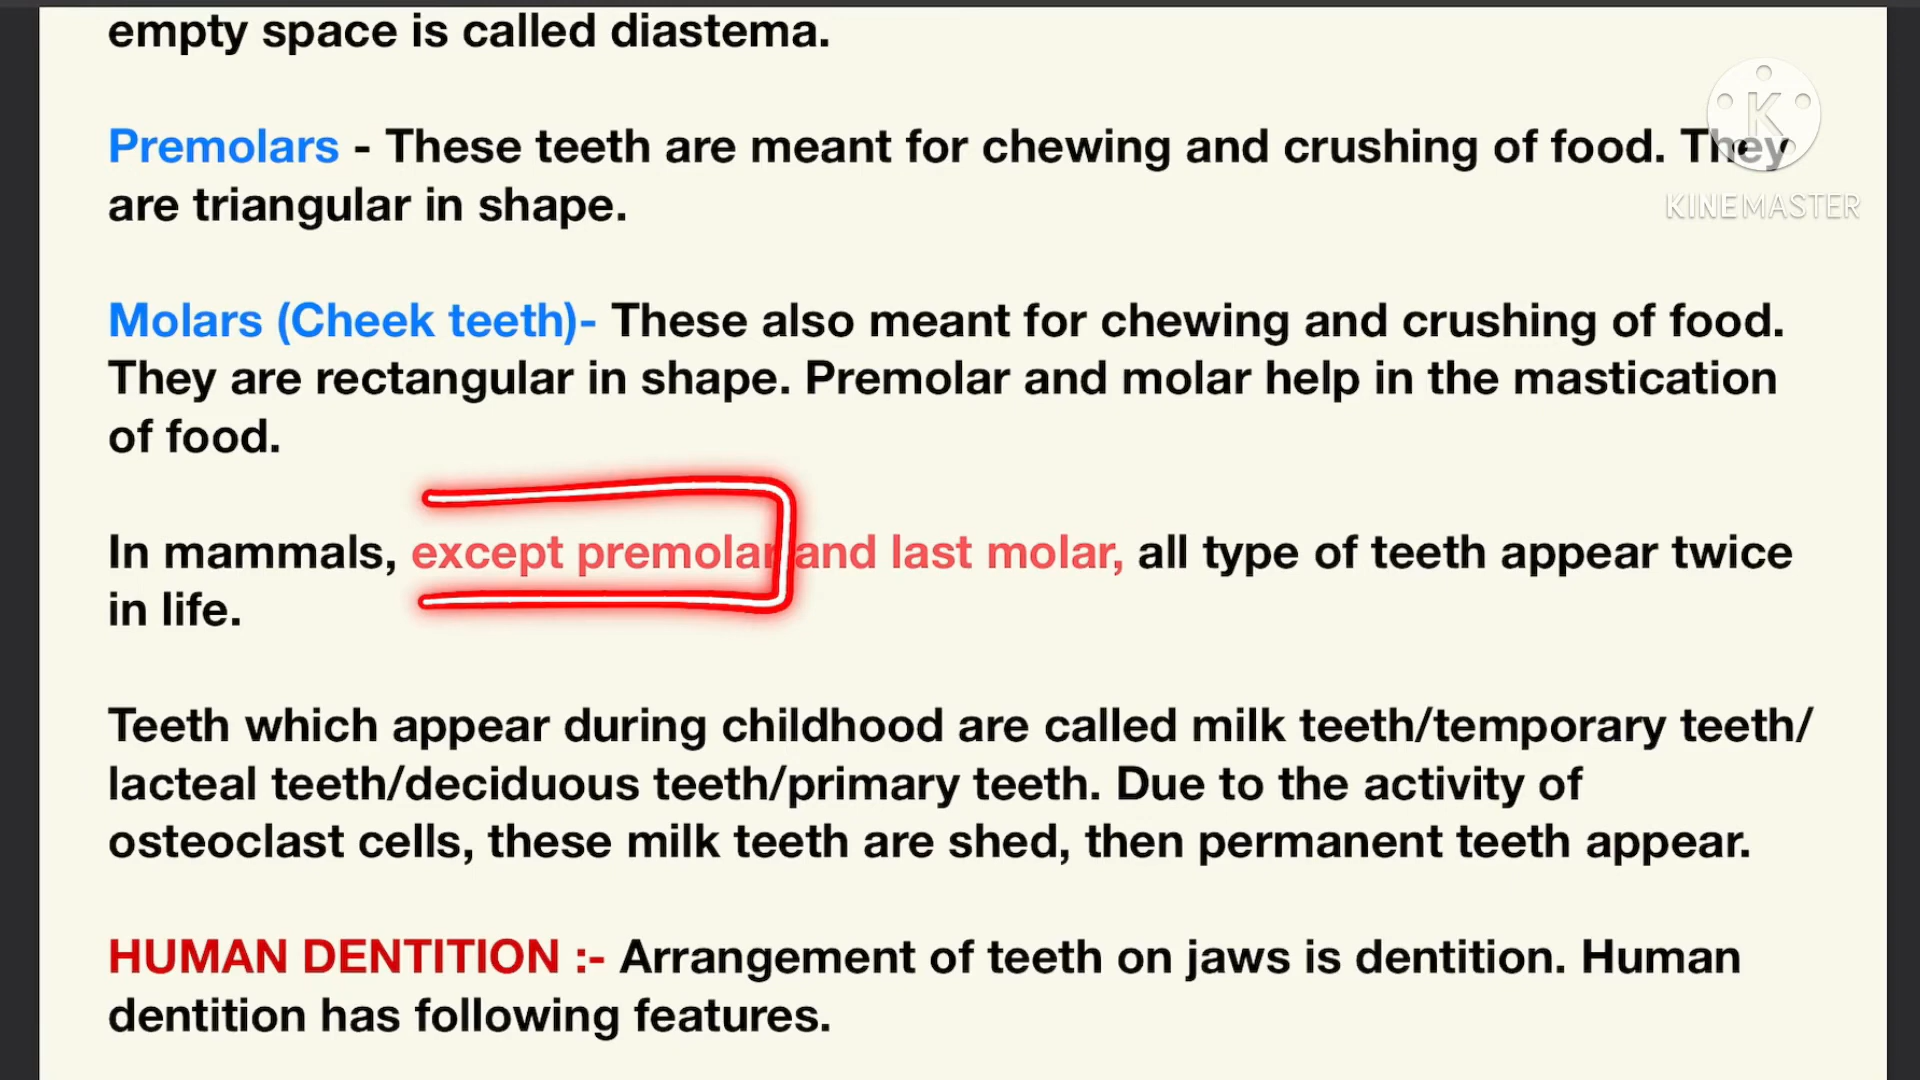 empty space is called diastema.
Premolars - These teeth are meant for chewing and crushing of food. They
are triangular in shape.
K
KINEMASTER
Molars (Cheek teeth)- These also meant for chewing and crushing of food.
They are rectangular in shape. Premolar and molar help in the mastication
of food.
In mammals, except premolar and last molar, all type of teeth appear twice
in life.
Teeth which appear during childhood are called milk teeth/temporary teeth/
lacteal teeth/deciduous teeth/primary teeth. Due to the activity of
osteoclast cells, these milk teeth are shed, then permanent teeth appear.
HUMAN DENTITION :- Arrangement of teeth on jaws is dentition. Human
dentition has following features.